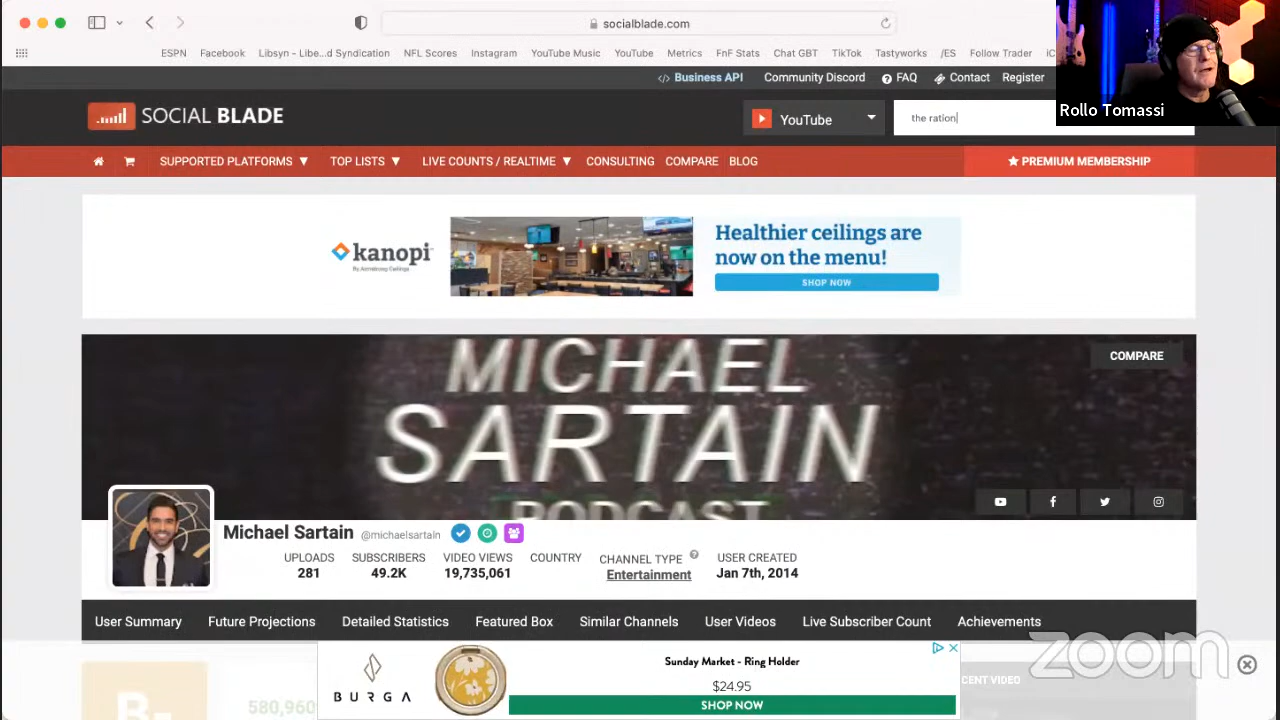 socialblade.com
ESPN Facebook Libsyn - Libe...d Syndication NFL Scores Instagram YouTube Music YouTube Metrics FnF Stats Chat GBT TikTok Tastyworks /ES Follow Trader
</> Business API Community Discord FAQ Contact Register
Rollo Tomassi
SOCIAL BLADE
YouTube
the ration
SUPPORTED PLATFORMS TOP LISTS LIVE COUNTS / REALTIME CONSULTING COMPARE BLOG
PREMIUM MEMBERSHIP
kanopi
By Armstrong Ceilings
Healthier ceilings are
now on the menu!
SHOP NOW
COMPARE
MICHAEL
SARTAIN
PODCAST
Michael Sartain @michaelsartain
UPLOADS SUBSCRIBERS VIDEO VIEWS COUNTRY CHANNEL TYPE USER CREATED
281 49.2K 19,735,061 Entertainment Jan 7th, 2014
User Summary Future Projections Detailed Statistics Featured Box Similar Channels User Videos Live Subscriber Count Achievements
zoom
B-
580,960
BURGA
Sunday Market - Ring Holder
$24.95
SHOP NOW
CENT VIDEO